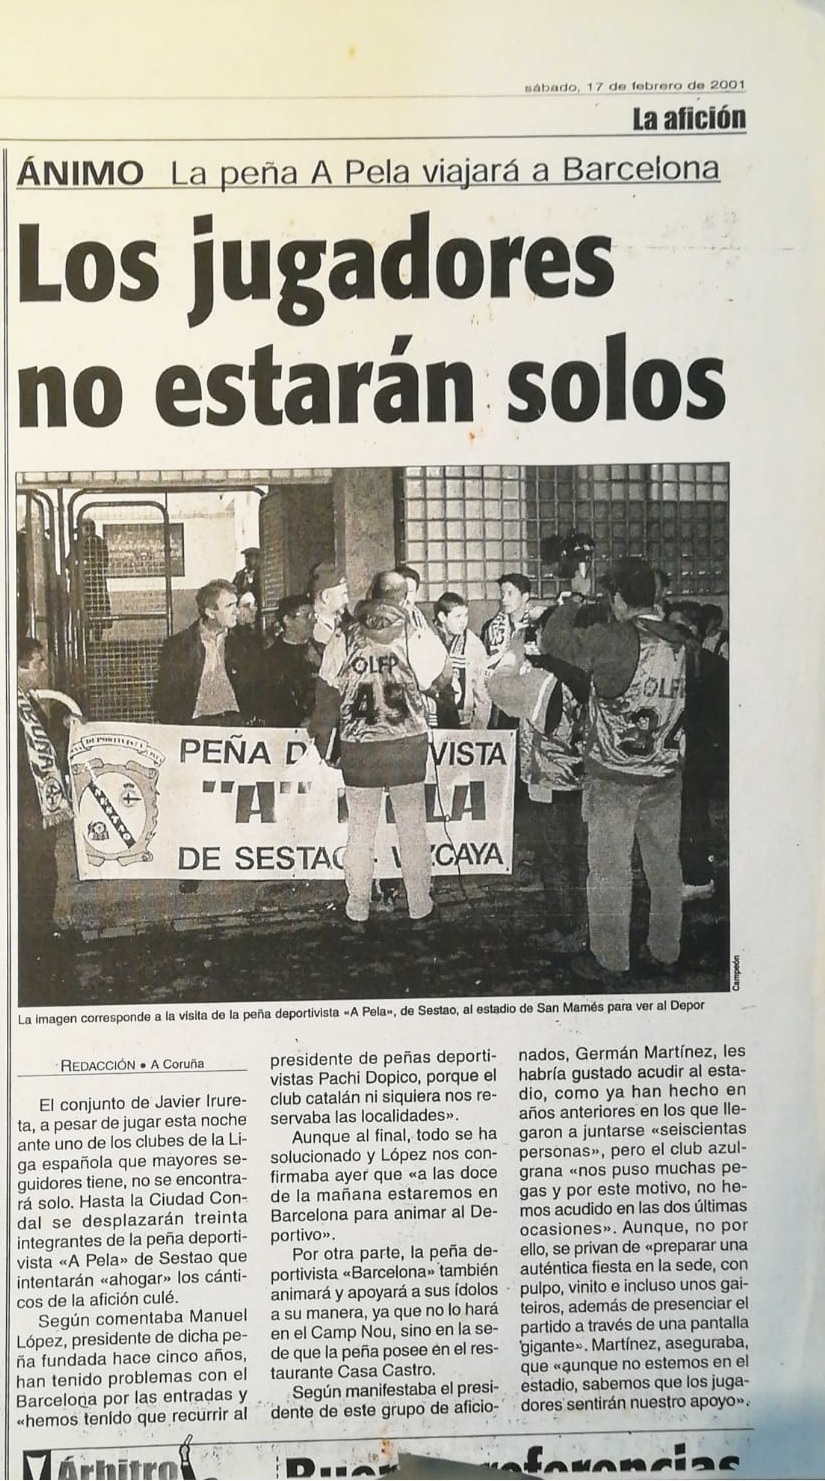 sábado, 17 de febrero de 2001
La afición
ÁNIMO La peña A Pela viajará a Barcelona
Los jugadores
no estarán solos
CORUÑA
OLFP
45
OLFP
PEÑA D VISTA
"A" LA
DE SESTAO VIZCAYA
Campeón
La imagen corresponde a la visita de la peña deportivista «A Pela», de Sestao, al estadio de San Mamés para ver al Depor
REDACCIÓN • A Coruña
El conjunto de Javier Irure-
ta, a pesar de jugar esta noche
ante uno de los clubes de la Li-
ga española que mayores se-
guidores tiene, no se encontra-
rá solo. Hasta la Ciudad Con-
dal se desplazarán treinta
integrantes de la peña deporti-
vista «A Pela» de Sestao que
intentarán «ahogar» los cánti-
cos de la afición culé.
Según comentaba Manuel
López, presidente de dicha pe-
ña fundada hace cinco años,
han tenido problemas con el
Barcelona por las entradas y
«hemos tenido que recurrir al
presidente de peñas deporti-
vistas Pachi Dopico, porque el
club catalán ni siquiera nos re-
servaba las localidades».
Aunque al final, todo se ha
solucionado y López nos con-
firmaba ayer que «a las doce
de la mañana estaremos en
Barcelona para animar al De-
portivo».
Por otra parte, la peña de-
portivista «Barcelona» también
animará y apoyará a sus ídolos
a su manera, ya que no lo hará
en el Camp Nou, sino en la se-
de que la peña posee en el res-
taurante Casa Castro.
Según manifestaba el presi-
dente de este grupo de aficio-
nados, Germán Martínez, les
habría gustado acudir al esta-
dio, como ya han hecho en
años anteriores en los que lle-
garon a juntarse «seiscientas
personas», pero el club azul-
grana «nos puso muchas pe-
gas y por este motivo, no he-
mos acudido en las dos últimas
ocasiones». Aunque, no por
ello, se privan de «preparar una
auténtica fiesta en la sede, con
pulpo, vinito e incluso unos gai-
teiros, además de presenciar el
partido a través de una pantalla
gigante». Martínez, aseguraba,
que «aunque no estemos en el
estadio, sabemos que los juga-
dores sentirán nuestro apoyo».
Árbitro
referencias